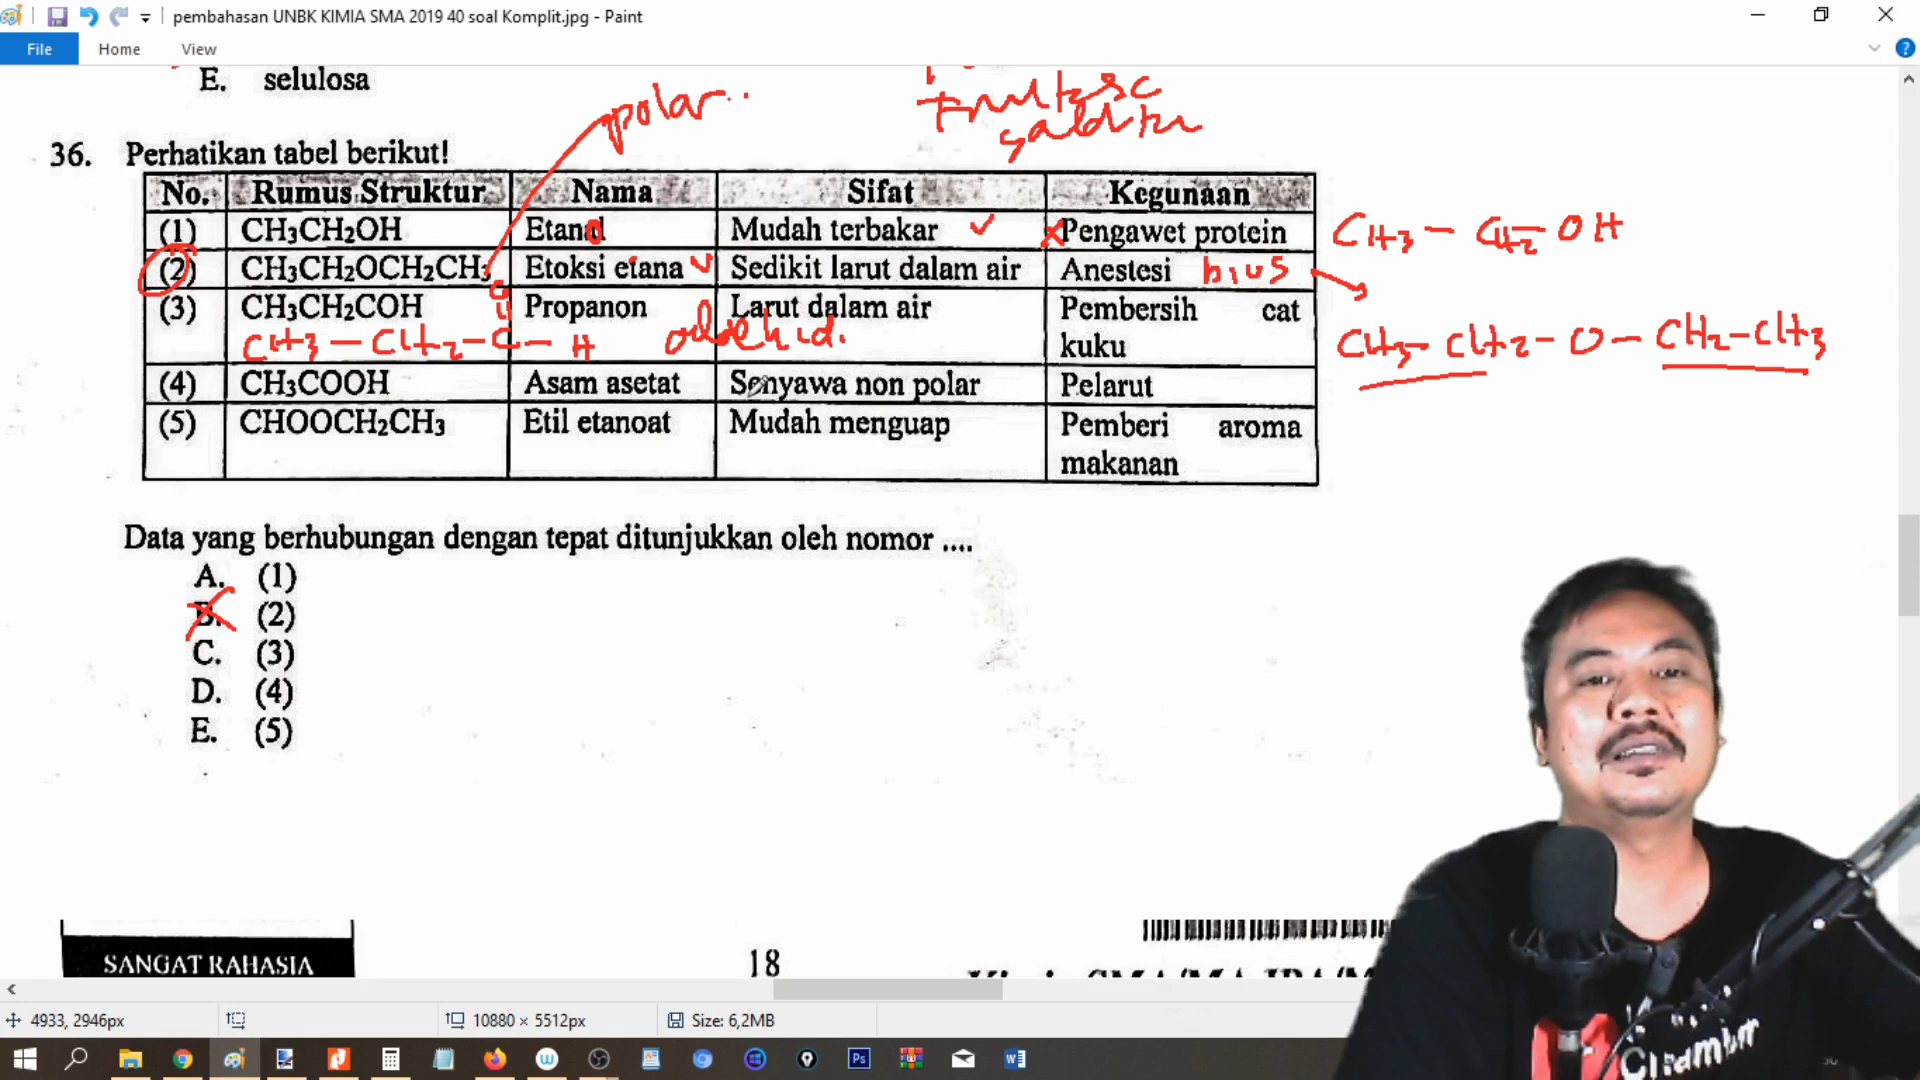 pembahasan UNBK KIMIA SMA 2019 40 soal Komplit.jpg - Paint
File Home View
E. selulosa
polar..
36. Perhatikan tabel berikut!
No. Rumus Struktur Nama Sifat Kegunaan
(1) CH3CH2OH Etanol Mudah terbakar Pengawet protein CH3 - CH2 - OH
(2) CH3CH2OCH2CH3 Etoksi etana Sedikit larut dalam air Anestesi bius
(3) CH3CH2COH Propanon Larut dalam air Pembersih cat
CH3 - CH2 - C - H aldehid. kuku CH3 - CH2 - O - CH2 - CH3
(4) CH3COOH Asam asetat Senyawa non polar Pelarut
(5) CHOOCH2CH3 Etil etanoat Mudah menguap Pemberi aroma
makanan
Data yang berhubungan dengan tepat ditunjukkan oleh nomor ....
A. (1)
B. (2)
C. (3)
D. (4)
E. (5)
SANGAT RAHASIA
18
4933, 2946px 10880 × 5512px Size: 6,2MB
Chamber